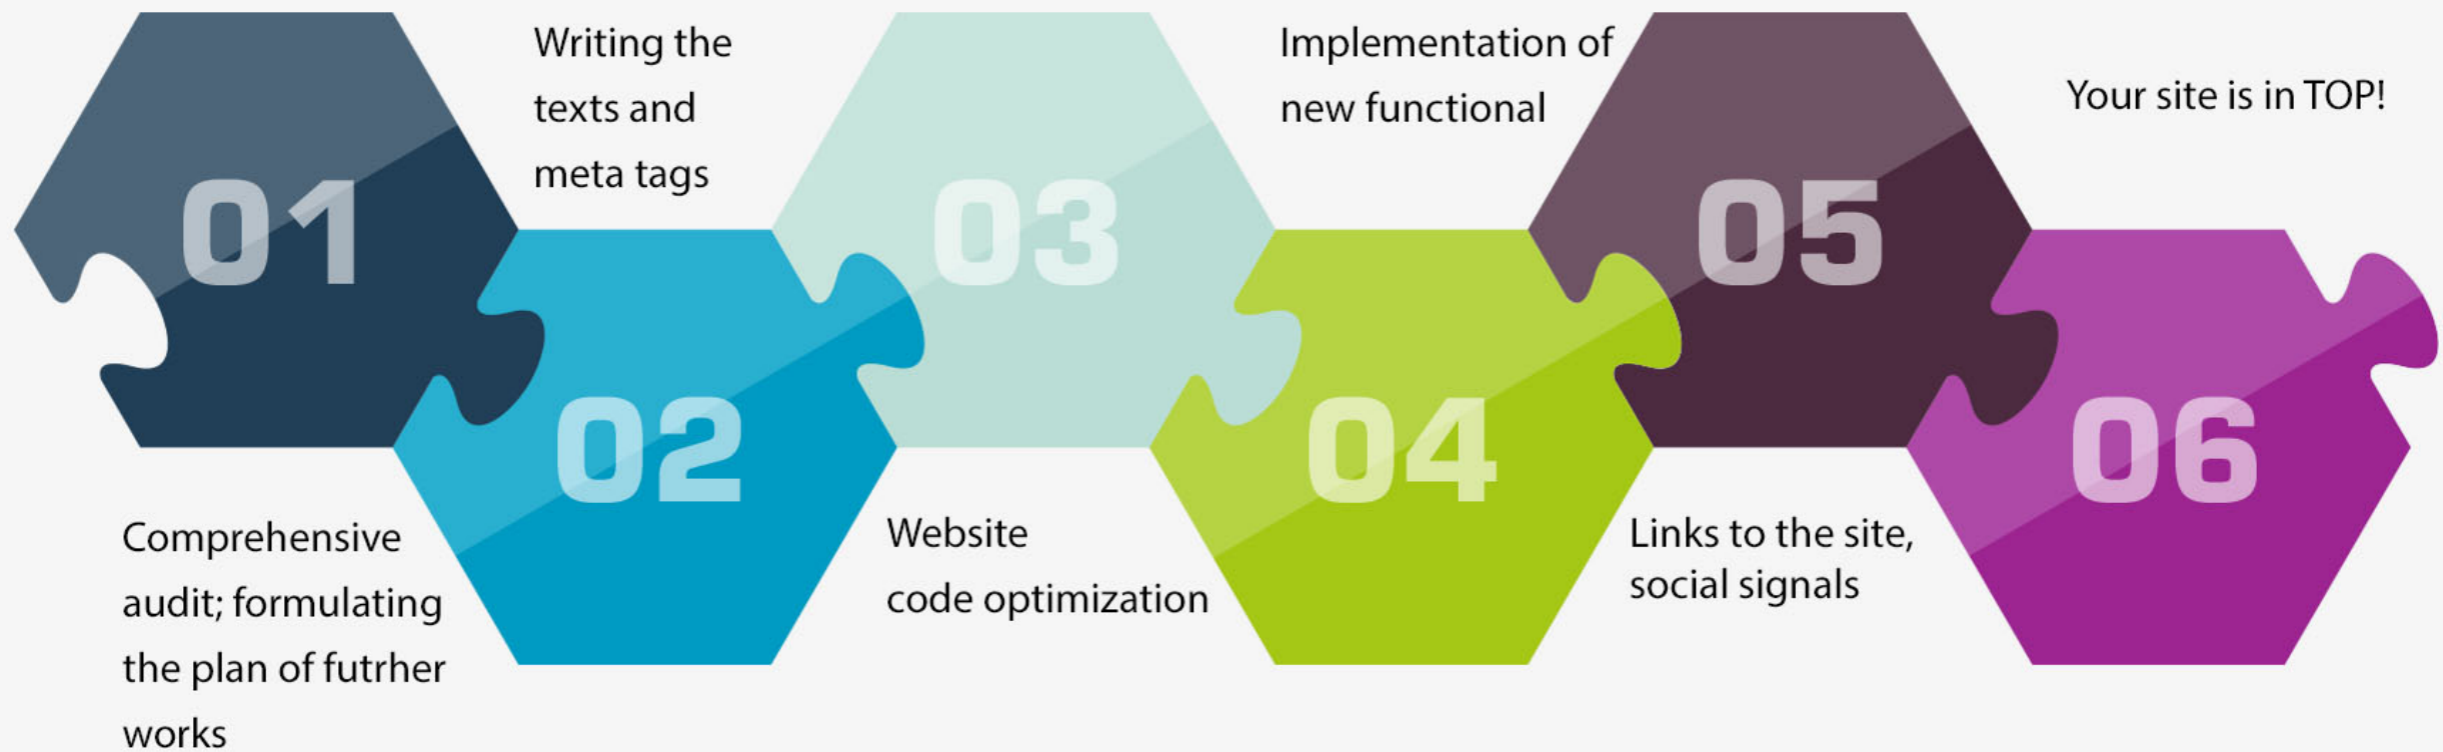 01
Comprehensive
audit; formulating
the plan of futrher
works
02
Writing the
texts and
meta tags
03
Website
code optimization
04
Implementation of
new functional
05
Links to the site,
social signals
06
Your site is in TOP!